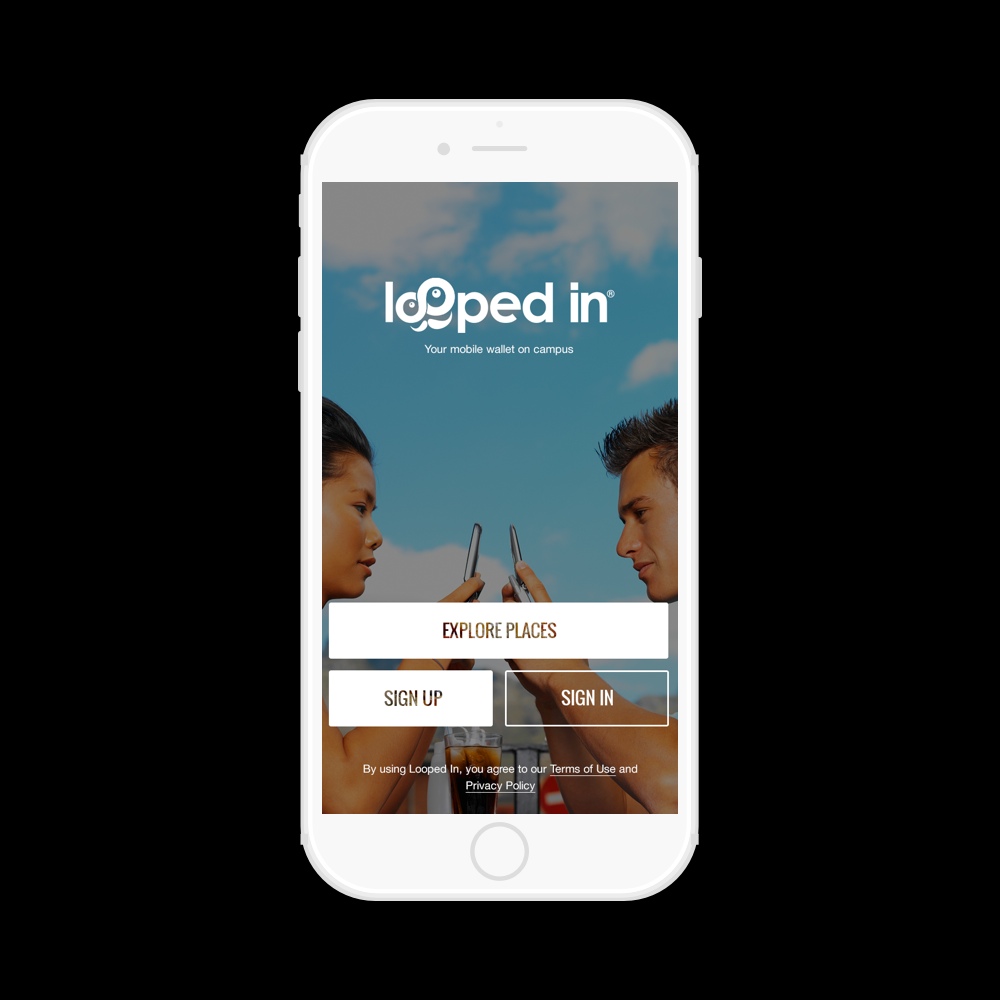 looped in®
Your mobile wallet on campus
EXPLORE PLACES
SIGN UP
SIGN IN
By using Looped In, you agree to our Terms of Use and
Privacy Policy